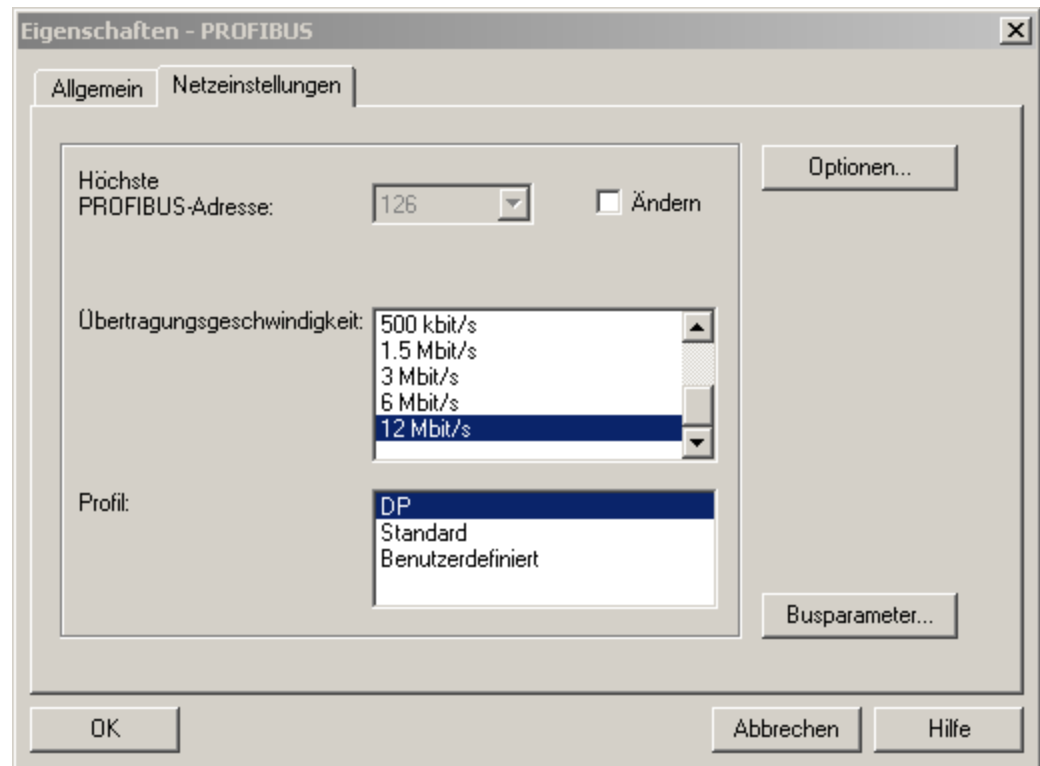 Eigenschaften - PROFIBUS
Allgemein
Netzeinstellungen
Höchste
PROFIBUS-Adresse:
126
Ändern
Optionen...
Übertragungsgeschwindigkeit:
500 kbit/s
1.5 Mbit/s
3 Mbit/s
6 Mbit/s
12 Mbit/s
Profil:
DP
Standard
Benutzerdefiniert
Busparameter...
OK
Abbrechen
Hilfe